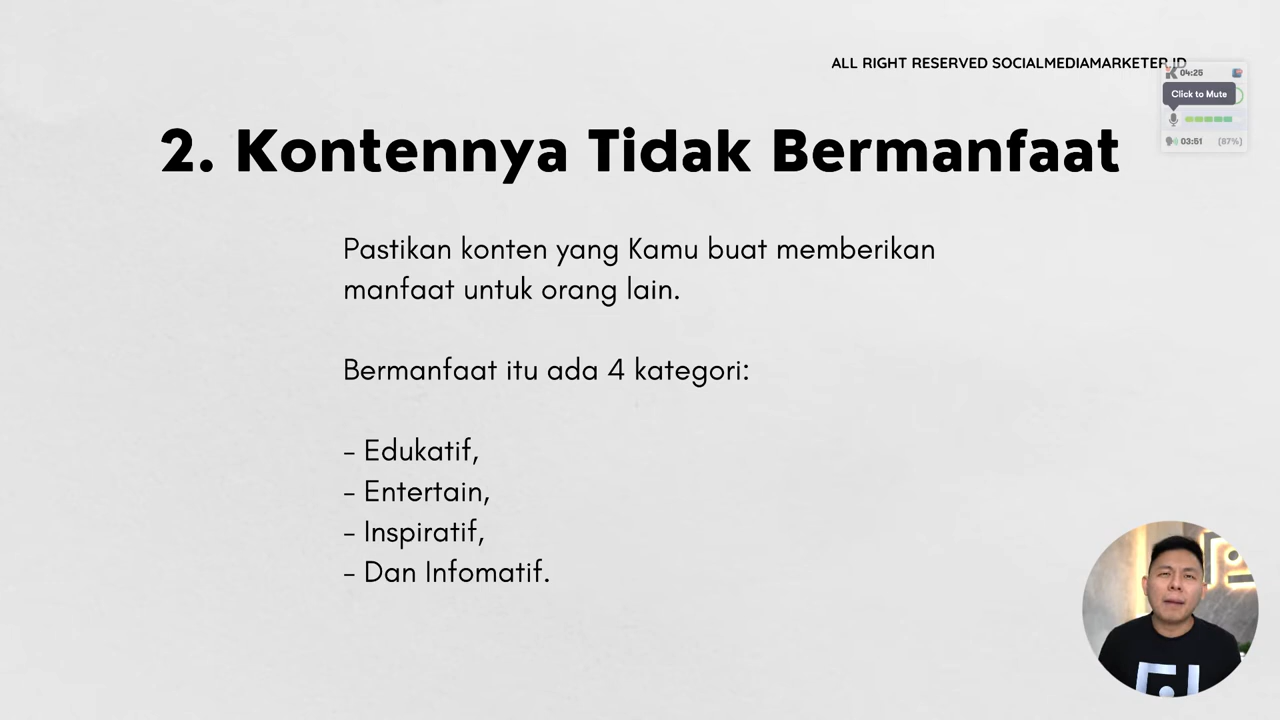 ALL RIGHT RESERVED SOCIALMEDIAMARKETER.ID
04:26
Click to Mute
03:51 (87%)
2. Kontennya Tidak Bermanfaat
Pastikan konten yang Kamu buat memberikan
manfaat untuk orang lain.
Bermanfaat itu ada 4 kategori:
- Edukatif,
- Entertain,
- Inspiratif,
- Dan Infomatif.